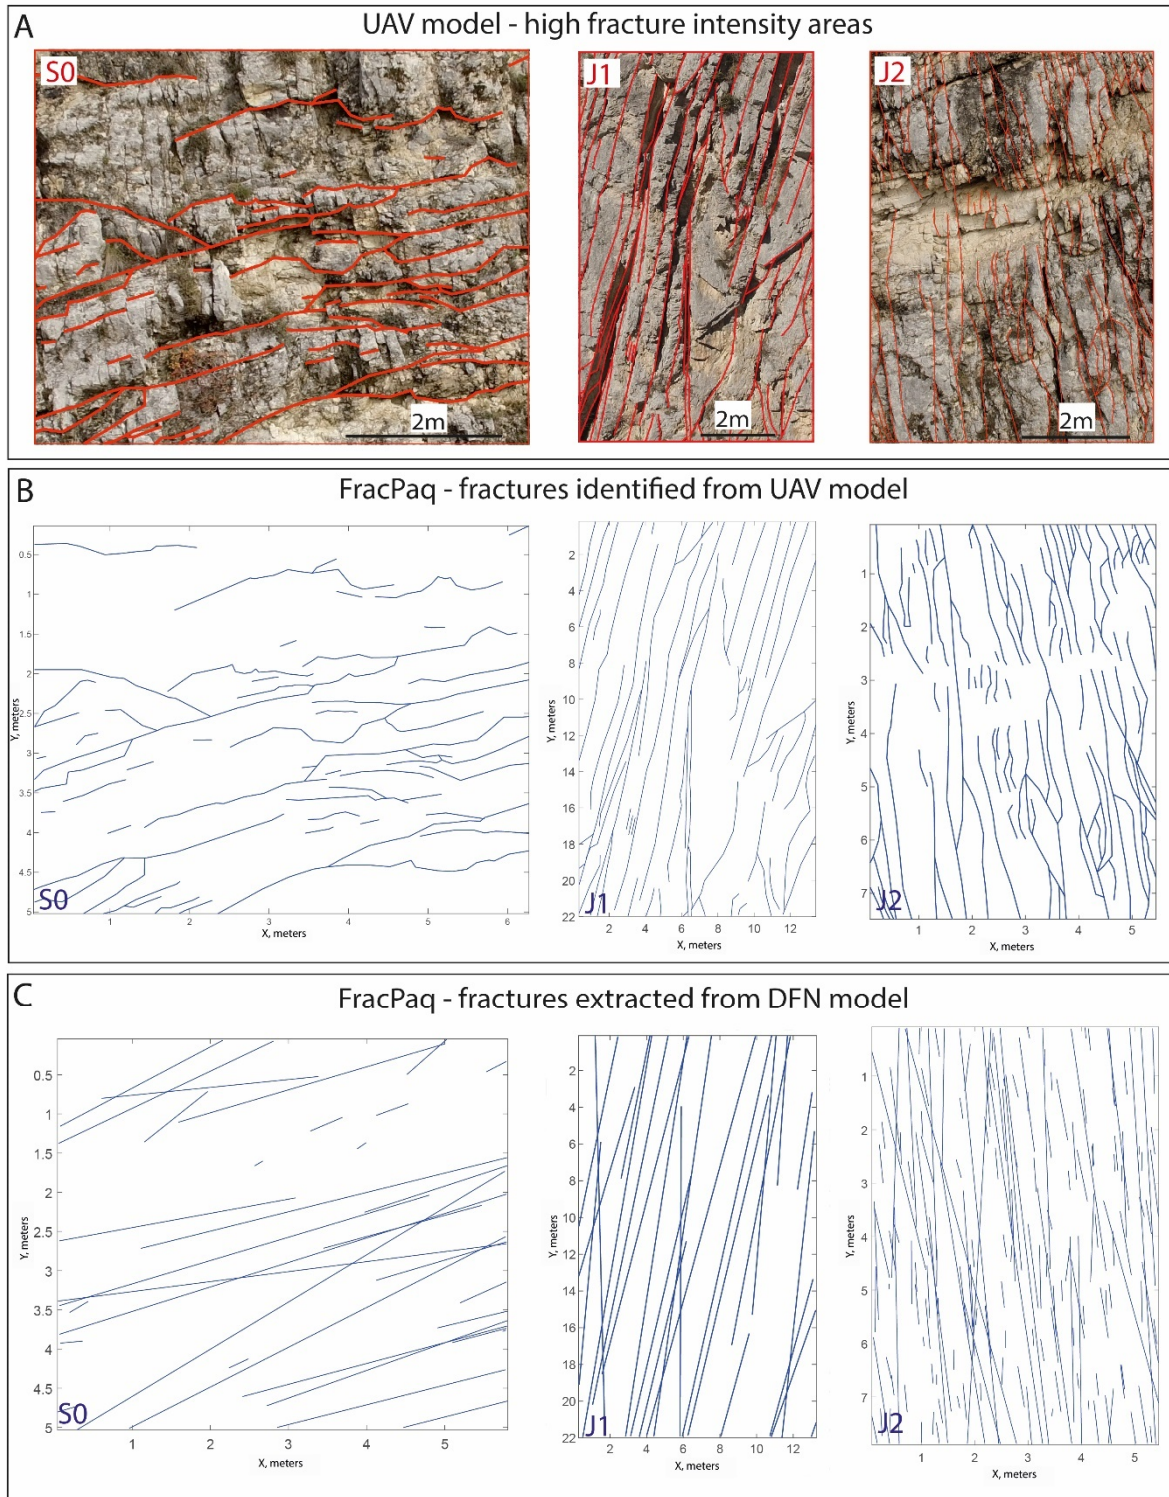 A
UAV model - high fracture intensity areas
S0
J1
J2
2m
2m
2m
B
FracPaq - fractures identified from UAV model
0.5
1
1.5
2
2.5
3
3.5
4
4.5
5
Y, meters
1
2
3
4
5
6
X, meters
S0
2
4
6
8
10
12
14
16
18
20
22
Y, meters
2
4
6
8
10
12
X, meters
J1
1
2
3
4
5
6
7
Y, meters
1
2
3
4
5
X, meters
J2
C
FracPaq - fractures extracted from DFN model
0.5
1
1.5
2
2.5
3
3.5
4
4.5
5
Y, meters
1
2
3
4
5
X, meters
S0
2
4
6
8
10
12
14
16
18
20
22
Y, meters
2
4
6
8
10
12
X, meters
J1
1
2
3
4
5
6
7
Y, meters
1
2
3
4
5
X, meters
J2